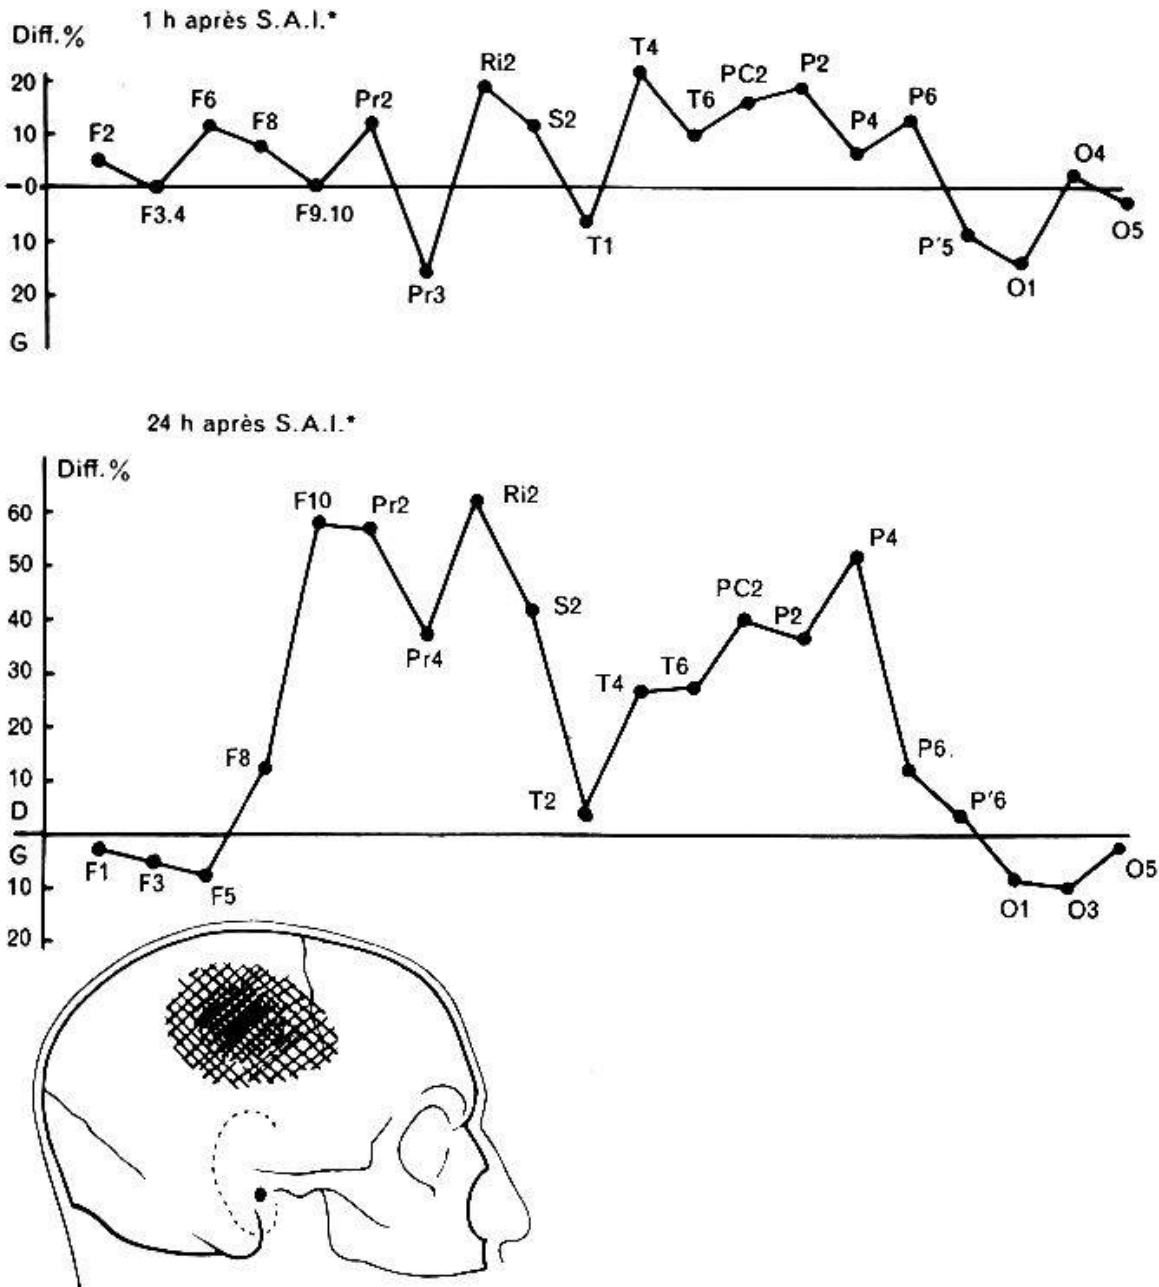 1 h après S.A.I.*
Diff.%
20
10
0
10
20
G
F2
F3.4
F6
F8
F9.10
Pr2
Pr3
Ri2
S2
T1
T4
T6
PC2
P2
P4
P6
P'5
O1
O4
O5
24 h après S.A.I.*
Diff.%
60
50
40
30
20
10
D
G
10
20
F1
F3
F5
F8
F10
Pr2
Pr4
Ri2
S2
T2
T4
T6
PC2
P2
P4
P6.
P'6
O1
O3
O5